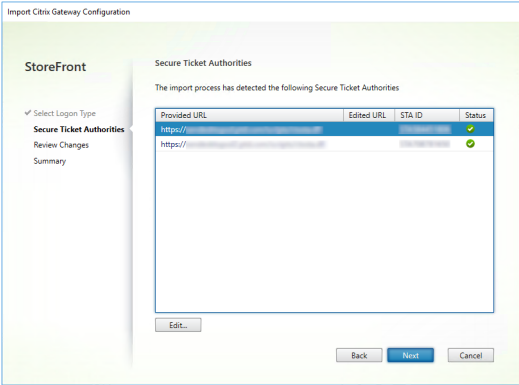 Import Citrix Gateway Configuration
StoreFront
Secure Ticket Authorities
The import process has detected the following Secure Ticket Authorities
Select Logon Type
Secure Ticket Authorities
Review Changes
Summary
Provided URL Edited URL STA ID Status
https://
https://
Edit...
Back Next Cancel